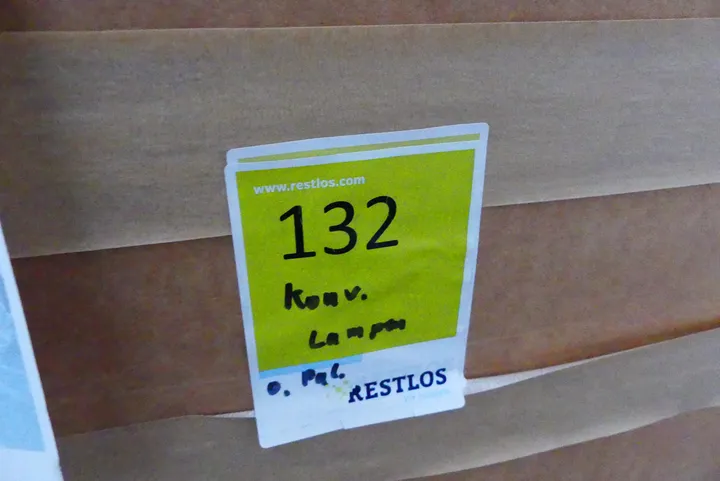 www.restlos.com
132
Konv.
Lampen
o. Pal.
RESTLOS